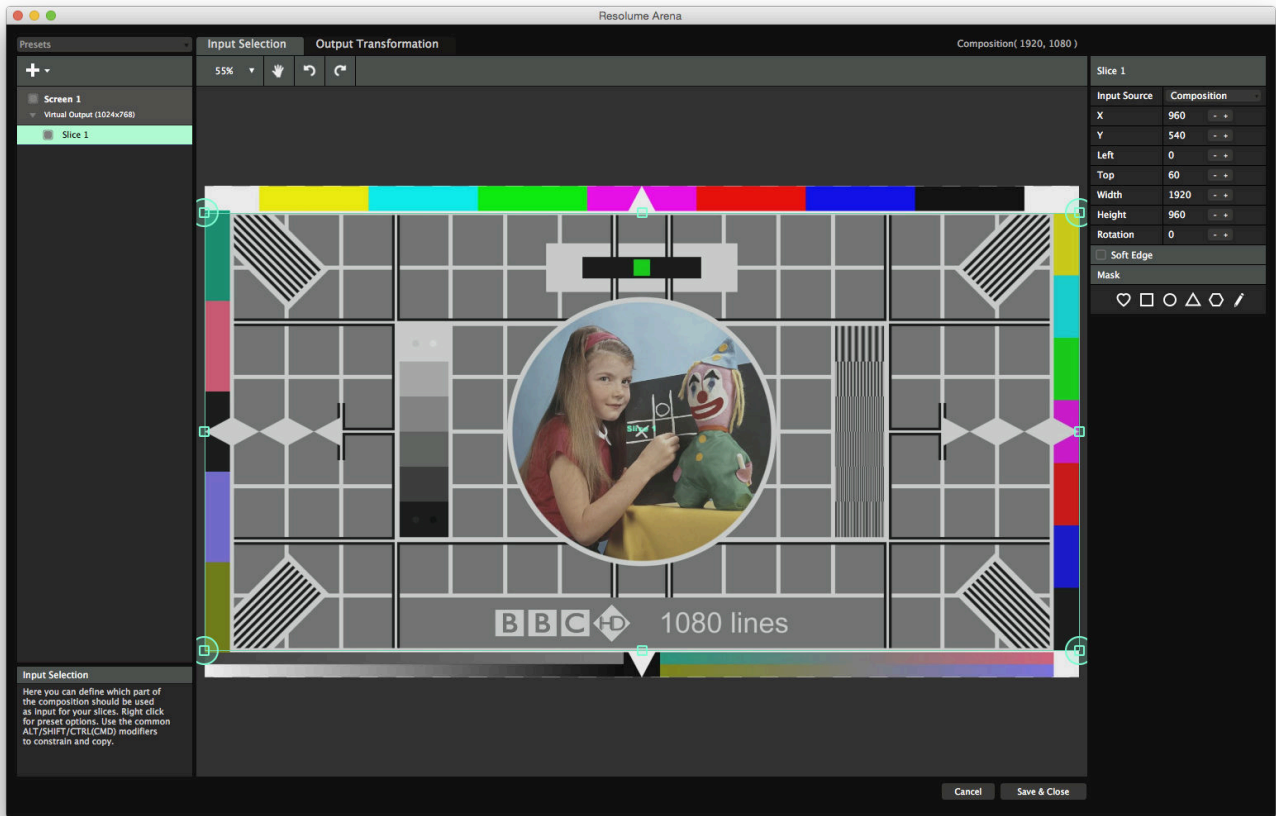 Resolume Arena
Presets
Input Selection
Output Transformation
Composition( 1920, 1080 )
55%
Slice 1
Screen 1
Virtual Output (1024x768)
Slice 1
Input Source Composition
X 960 - +
Y 540 - +
Left 0 - +
Top 60 - +
Width 1920 - +
Height 960 - +
Rotation 0 - +
Soft Edge
Mask
Slice 1
BBC HD 1080 lines
Input Selection
Here you can define which part of
the composition should be used
as input for your slices. Right click
for preset options. Use the common
ALT/SHIFT/CTRL(CMD) modifiers
to constrain and copy.
Cancel
Save & Close